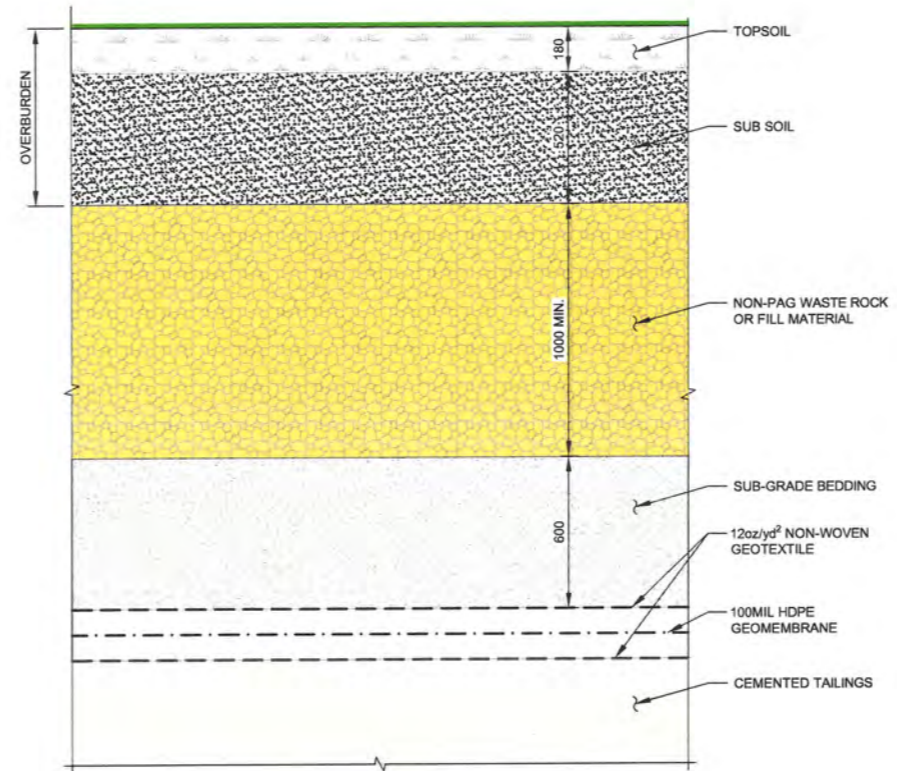 OVERBURDEN
180
TOPSOIL
520
SUB SOIL
1000 MIN.
NON-PAG WASTE ROCK
OR FILL MATERIAL
600
SUB-GRADE BEDDING
12oz/yd² NON-WOVEN
GEOTEXTILE
100MIL HDPE
GEOMEMBRANE
CEMENTED TAILINGS